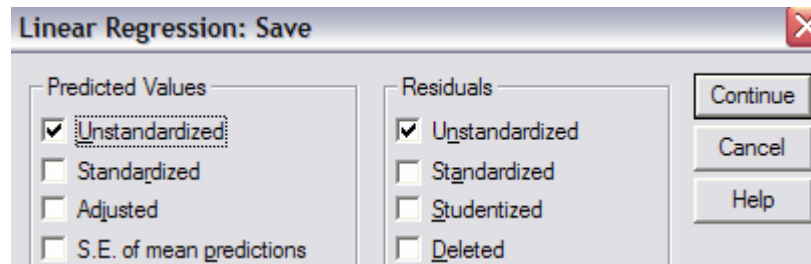 Linear Regression: Save
Predicted Values
Unstandardized
Standardized
Adjusted
S.E. of mean predictions
Residuals
Unstandardized
Standardized
Studentized
Deleted
Continue
Cancel
Help